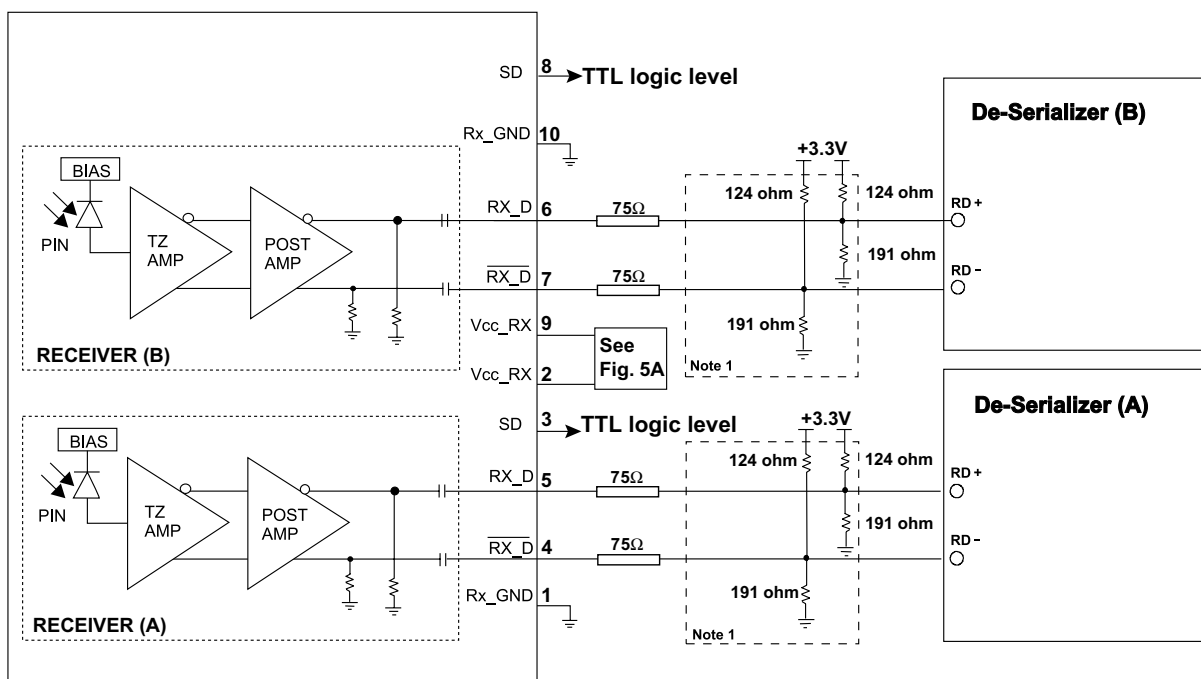 SD
8
TTL logic level
De-Serializer (B)
Rx_GND
10
+3.3V
BIAS
124 ohm
124 ohm
RX_D
6
75Ω
RD +
PIN
TZ
AMP
POST
AMP
191 ohm
RX_D
7
75Ω
RD -
Vcc_RX
9
191 ohm
See
Fig. 5A
RECEIVER (B)
Note 1
Vcc_RX
2
De-Serializer (A)
SD
3
TTL logic level
+3.3V
BIAS
124 ohm
124 ohm
RX_D
5
75Ω
RD +
PIN
TZ
AMP
POST
AMP
191 ohm
RX_D
4
75Ω
RD -
Rx_GND
1
191 ohm
RECEIVER (A)
Note 1